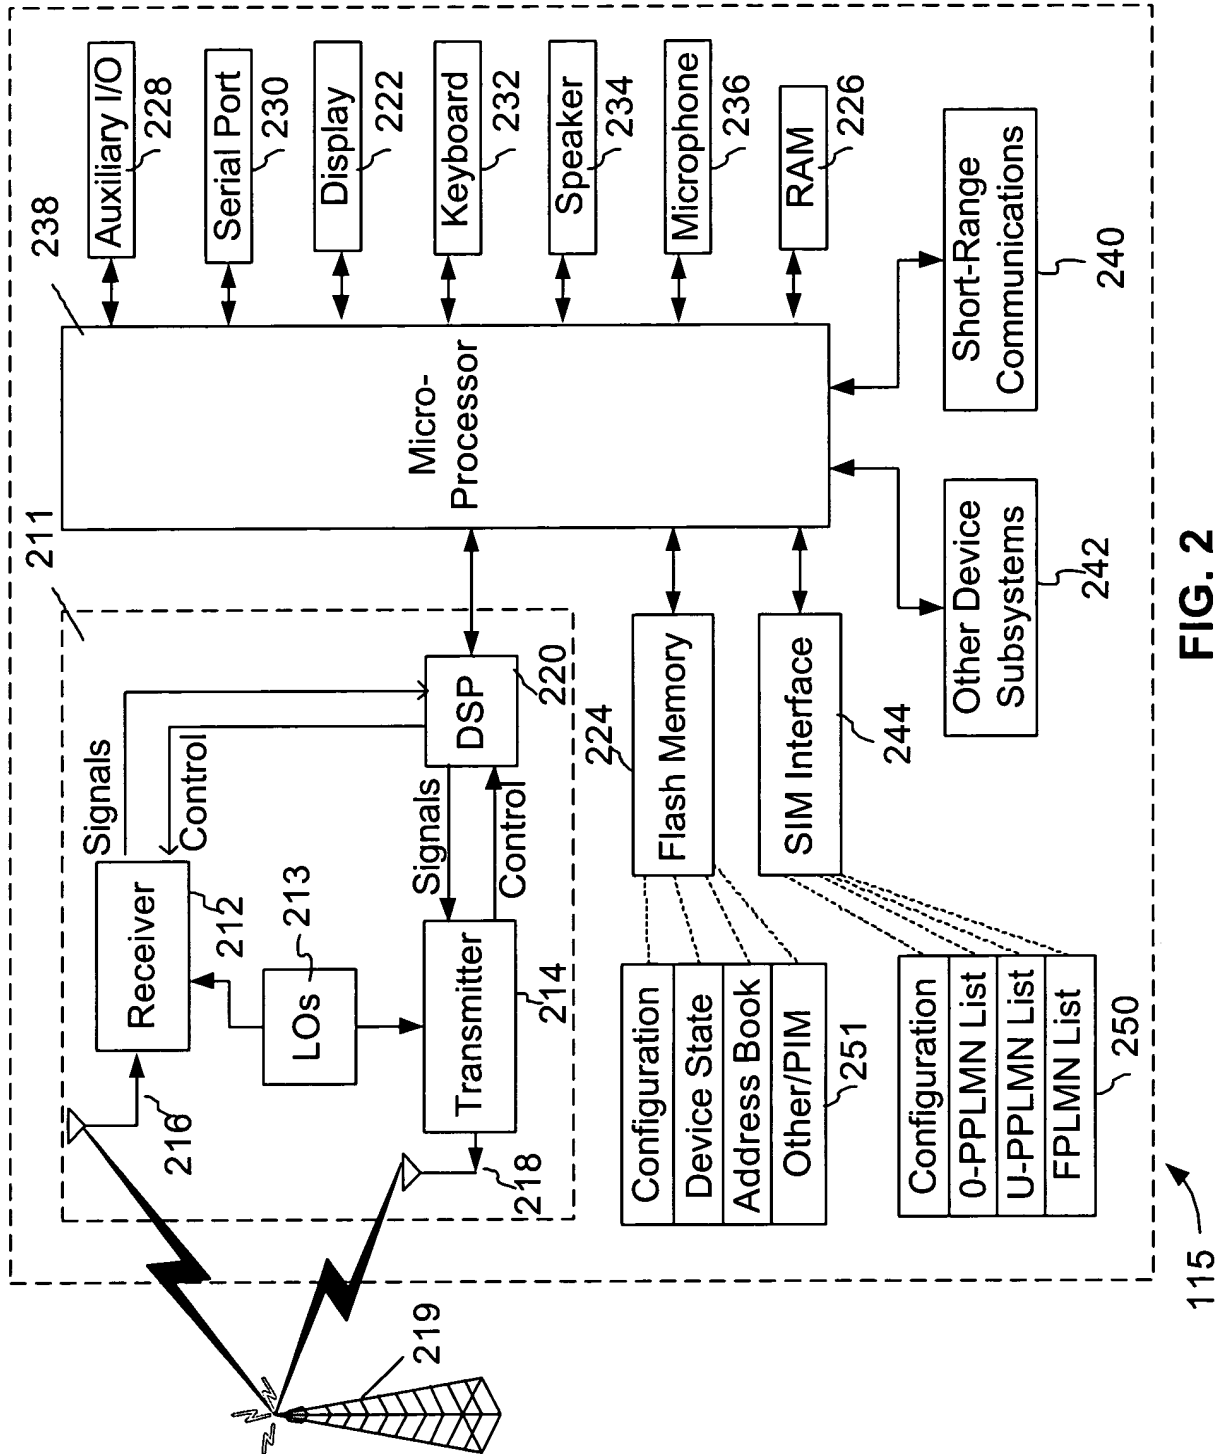 211
238
Auxiliary I/O
228
Serial Port
230
Display
222
Keyboard
232
Speaker
234
Microphone
236
RAM
226
Signals
Control
Receiver
212
216
LOs
213
Signals
Control
DSP
220
Transmitter
214
218
219
Micro-
Processor
Flash Memory
224
SIM Interface
244
Configuration
Device State
Address Book
Other/PIM
251
Configuration
0-PPLMN List
U-PPLMN List
FPLMN List
250
Other Device
Subsystems
242
Short-Range
Communications
240
115
FIG. 2